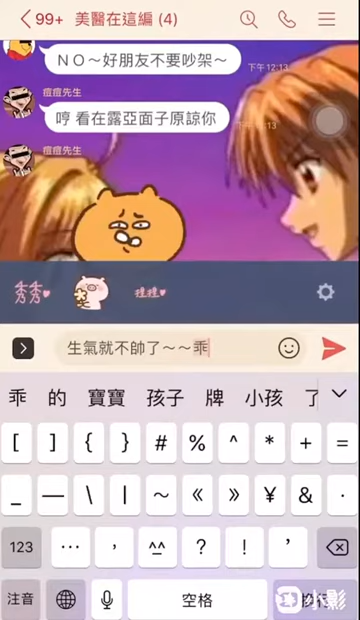 99+ 美醫在這編 (4)
NO～好朋友不要吵架～
下午12:13
痘痘先生
哼 看在露亞面子原諒你
痘痘先生
秀秀
生氣就不帥了～～乖
乖 的 寶寶 孩子 牌 小孩
[ ] { } # % ^ * + =
_ — \ | ～ 《 》 ¥ & ·
123 … ， ^^ ？ ！ ’
注音 空格
小影